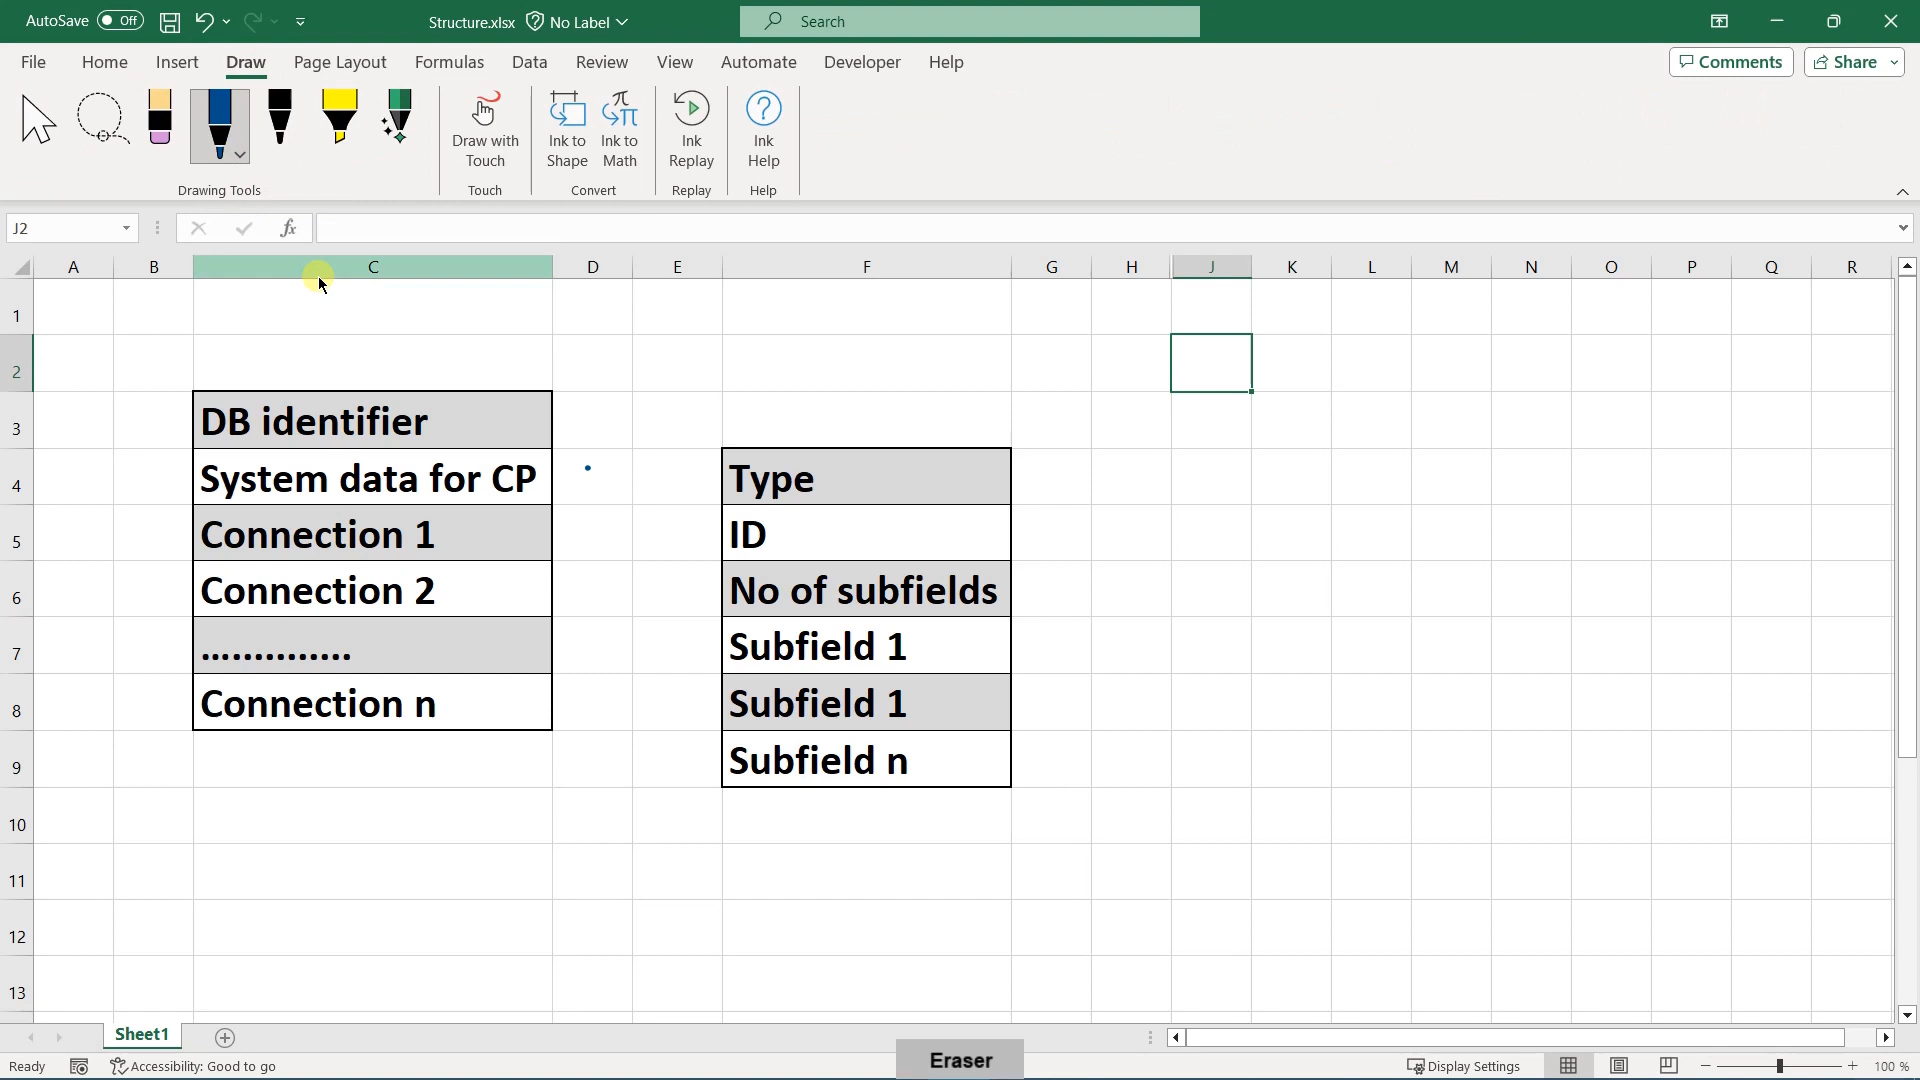 AutoSave Off Structure.xlsx No Label Search
File Home Insert Draw Page Layout Formulas Data Review View Automate Developer Help Comments Share
Draw with Touch
Ink to Shape
Ink to Math
Ink Replay
Ink Help
Drawing Tools Touch Convert Replay Help
J2 fx
A B C D E F G H J K L M N O P Q R
1
2
3 DB identifier
4 System data for CP Type
5 Connection 1 ID
6 Connection 2 No of subfields
7 .............. Subfield 1
8 Connection n Subfield 1
9 Subfield n
10
11
12
13
Sheet1
Eraser
Ready Accessibility: Good to go Display Settings 100 %